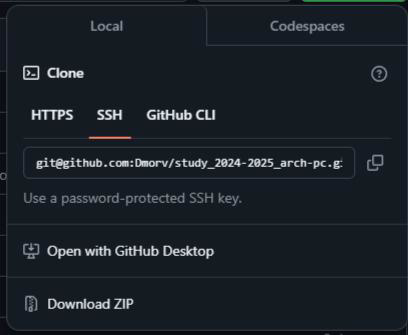 Local
Codespaces
Clone
HTTPS
SSH
GitHub CLI
git@github.com:Dmorv/study_2024-2025_arch-pc.gi
Use a password-protected SSH key.
Open with GitHub Desktop
Download ZIP